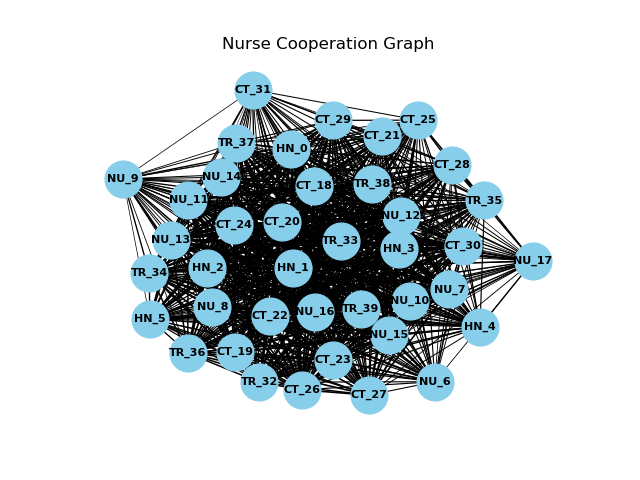 Nurse Cooperation Graph
CT_31
CT_29
CT_25
CT_21
TR_37
HN_0
CT_28
NU_14
NU_9
CT_18
TR_38
NU_11
TR_35
NU_12
CT_24
CT_20
NU_13
TR_33
HN_3
CT_30
NU_17
HN_2
HN_1
TR_34
NU_7
NU_10
NU_8
TR_39
NU_16
CT_22
HN_5
HN_4
NU_15
TR_36
CT_19
CT_23
TR_32
NU_6
CT_26
CT_27